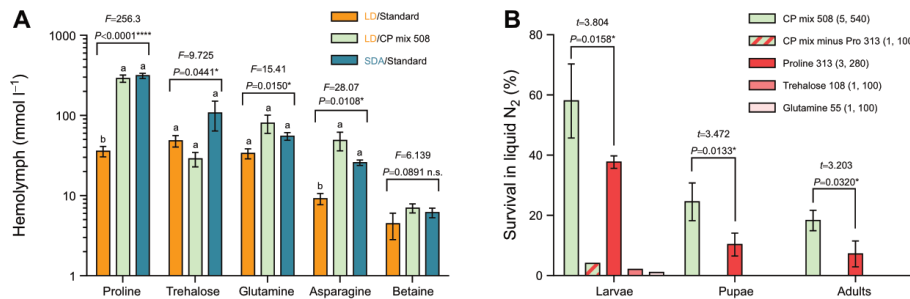 A
F=256.3
P<0.0001****
F=9.725
P=0.0441*
F=15.41
P=0.0150*
F=28.07
P=0.0108*
F=6.139
P=0.0891 n.s.
LD/Standard
LD/CP mix 508
SDA/Standard
Hemolymph (mmol l−1)
1000
100
10
1
b a a
a a a
a a a
b a a
Proline Trehalose Glutamine Asparagine Betaine
B
t=3.804
P=0.0158*
t=3.472
P=0.0133*
t=3.203
P=0.0320*
CP mix 508 (5, 540)
CP mix minus Pro 313 (1, 100
Proline 313 (3, 280)
Trehalose 108 (1, 100)
Glutamine 55 (1, 100)
Survival in liquid N2 (%)
80
60
40
20
0
Larvae Pupae Adults